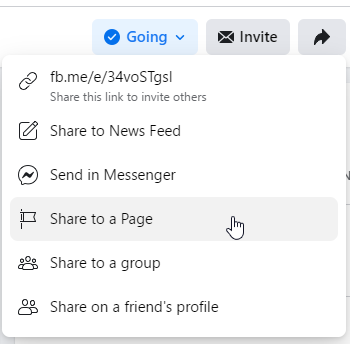 Going
Invite
fb.me/e/34voSTgsI
Share this link to invite others
Share to News Feed
Send in Messenger
Share to a Page
Share to a group
Share on a friend's profile